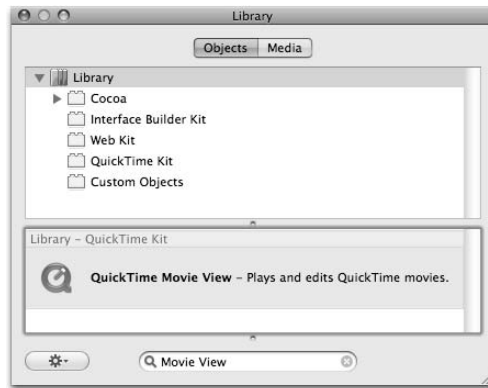 Library
Objects Media
Library
Cocoa
Interface Builder Kit
Web Kit
QuickTime Kit
Custom Objects
Library – QuickTime Kit
QuickTime Movie View – Plays and edits QuickTime movies.
Movie View